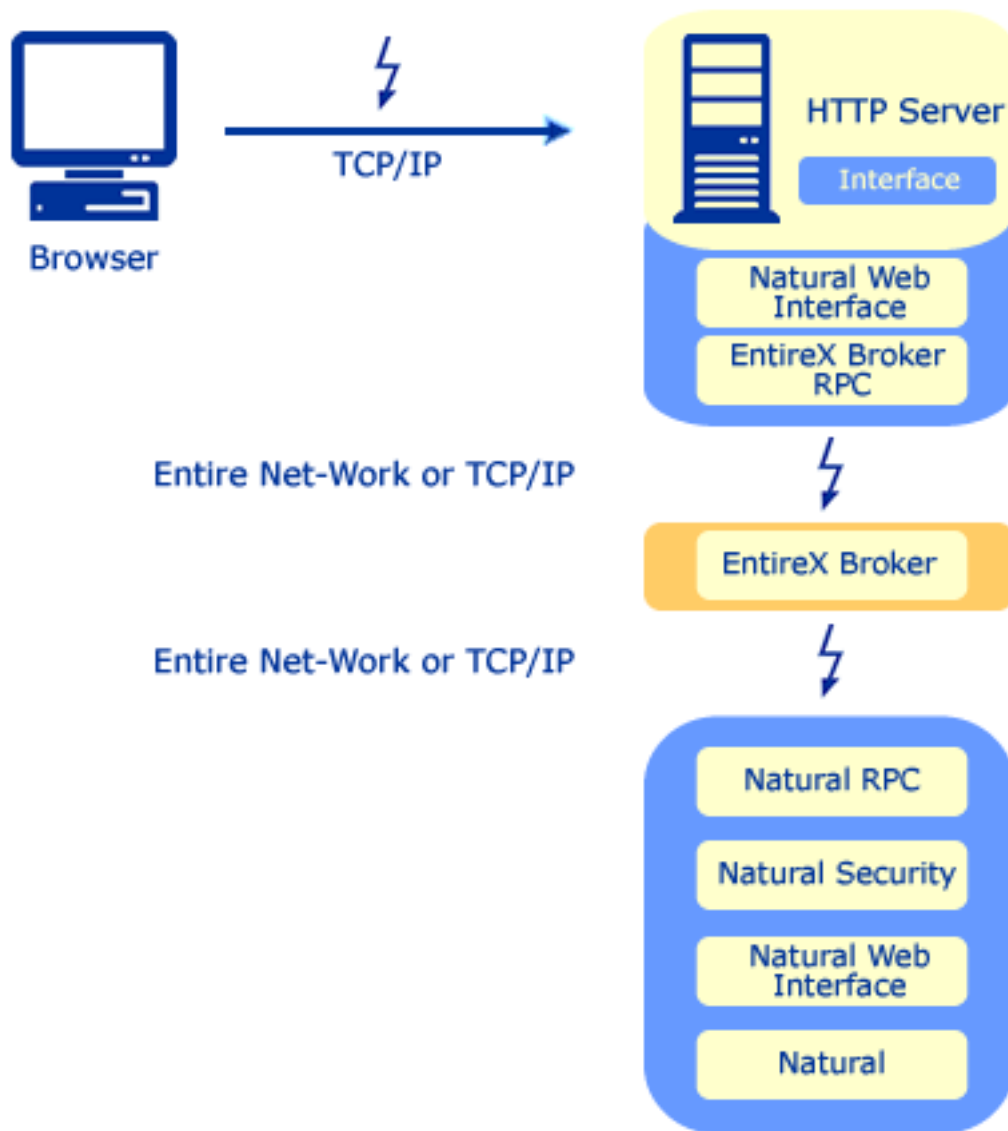 HTTP Server
TCP/IP
Interface
Browser
Natural Web
Interface
EntireX Broker
RPC
Entire Net-Work or TCP/IP
EntireX Broker
Entire Net-Work or TCP/IP
Natural RPC
Natural Security
Natural Web
Interface
Natural